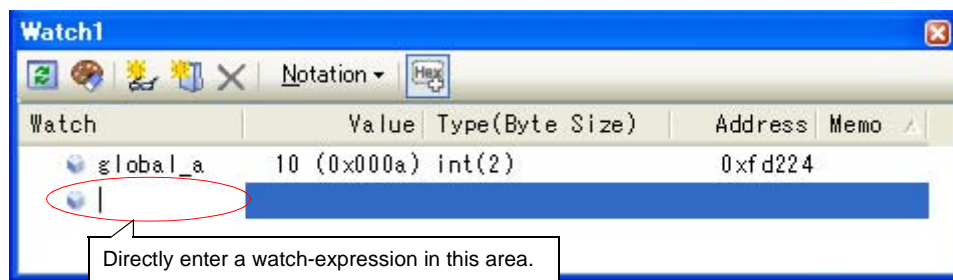 Watch1
Notation Hex
Watch Value Type(Byte Size) Address Memo
global_a 10 (0x000a) int(2) 0xfd224
Directly enter a watch-expression in this area.